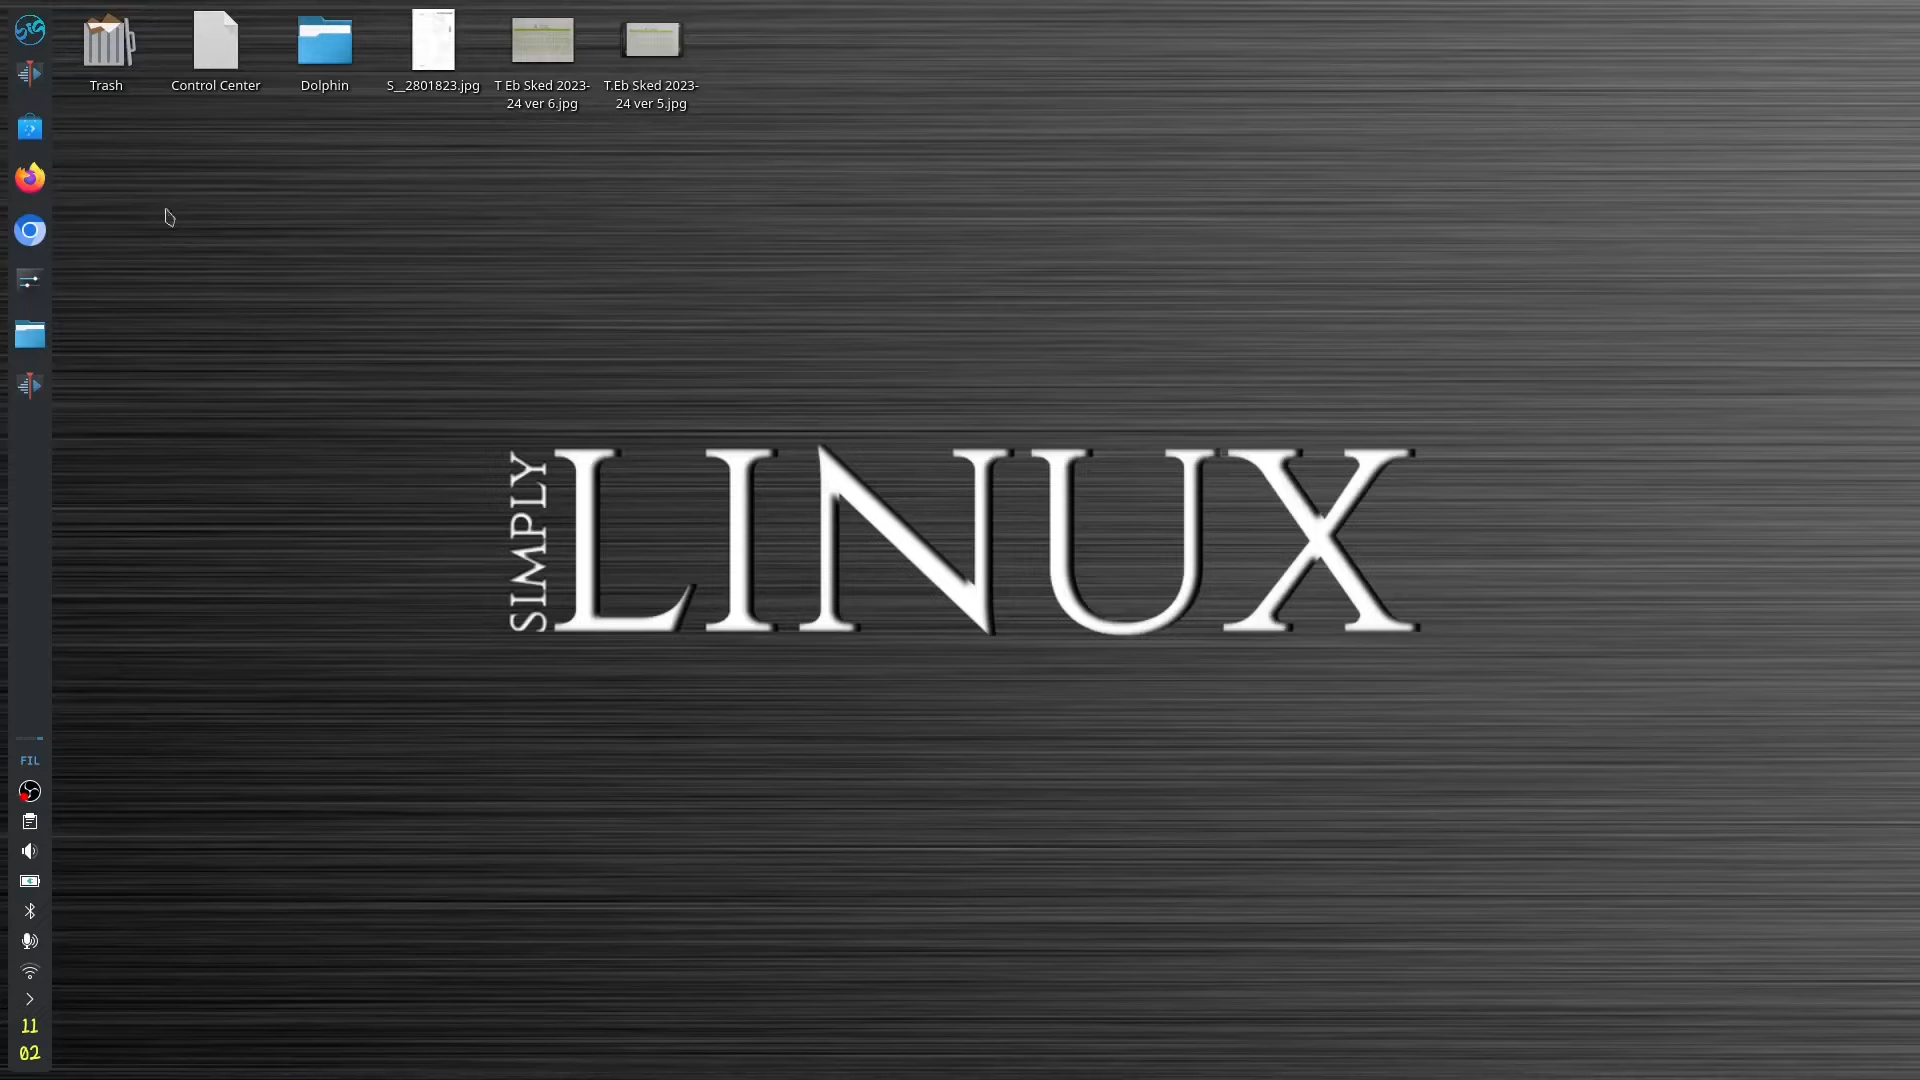 Trash
Control Center
Dolphin
S__2801823.jpg
T Eb Sked 2023-
24 ver 6.jpg
T.Eb Sked 2023-
24 ver 5.jpg
SIMPLY
LINUX
FIL
11
02